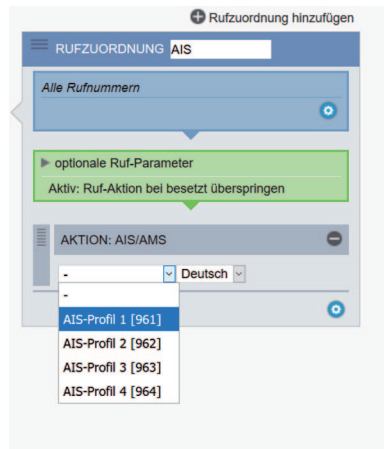 Rufzuordnung hinzufügen
RUFZUORDNUNG AIS
Alle Rufnummern
optionale Ruf-Parameter
Aktiv: Ruf-Aktion bei besetzt überspringen
AKTION: AIS/AMS
- Deutsch
-
AIS-Profil 1 [961]
AIS-Profil 2 [962]
AIS-Profil 3 [963]
AIS-Profil 4 [964]